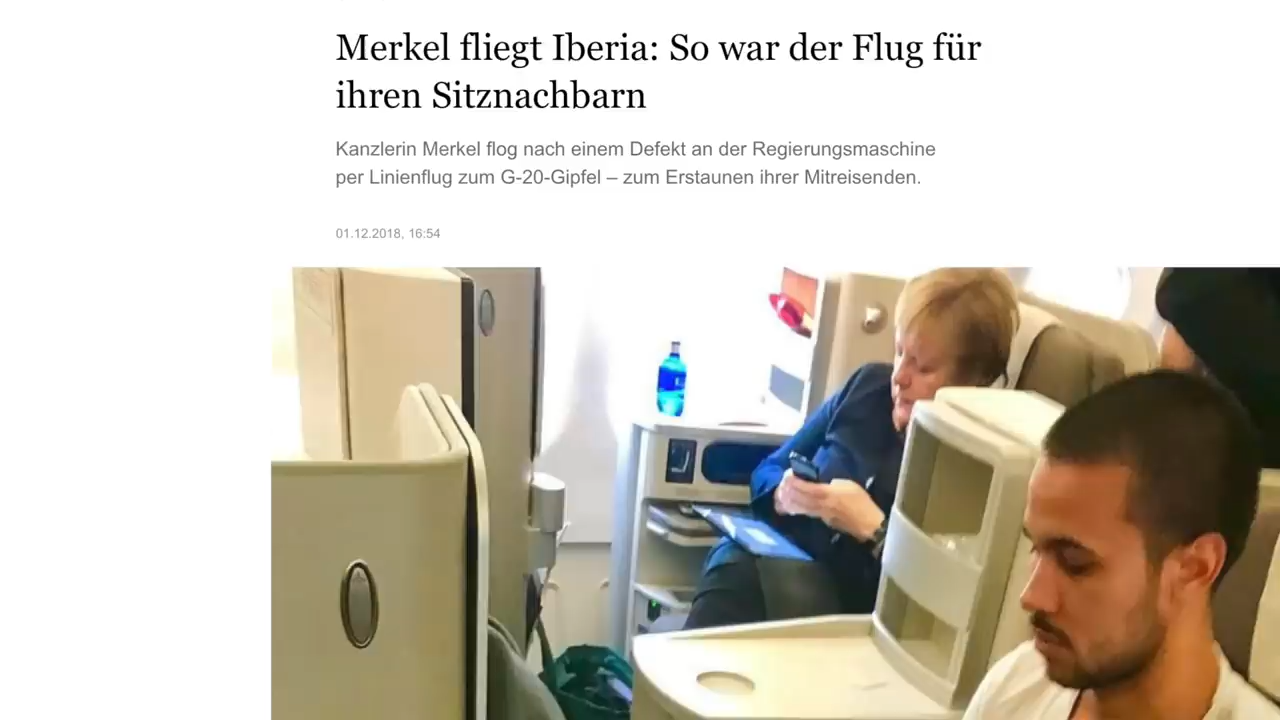 Merkel fliegt Iberia: So war der Flug für
ihren Sitznachbarn
Kanzlerin Merkel flog nach einem Defekt an der Regierungsmaschine
per Linienflug zum G-20-Gipfel – zum Erstaunen ihrer Mitreisenden.
01.12.2018, 16:54